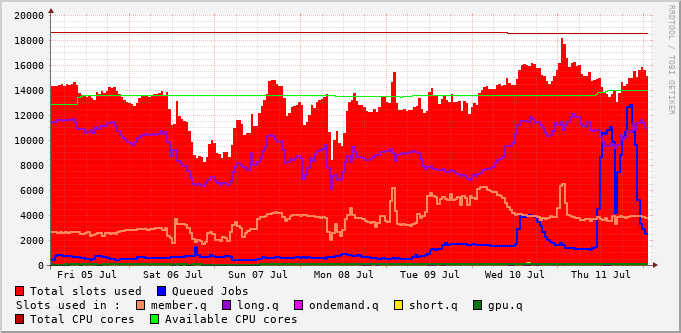 20000
18000
16000
14000
12000
10000
8000
6000
4000
2000
0
Fri 05 Jul Sat 06 Jul Sun 07 Jul Mon 08 Jul Tue 09 Jul Wed 10 Jul Thu 11 Jul
Total slots used Queued Jobs
Slots used in : member.q long.q ondemand.q short.q gpu.q
Total CPU cores Available CPU cores
RRDTOOL / TOBI OETIKER